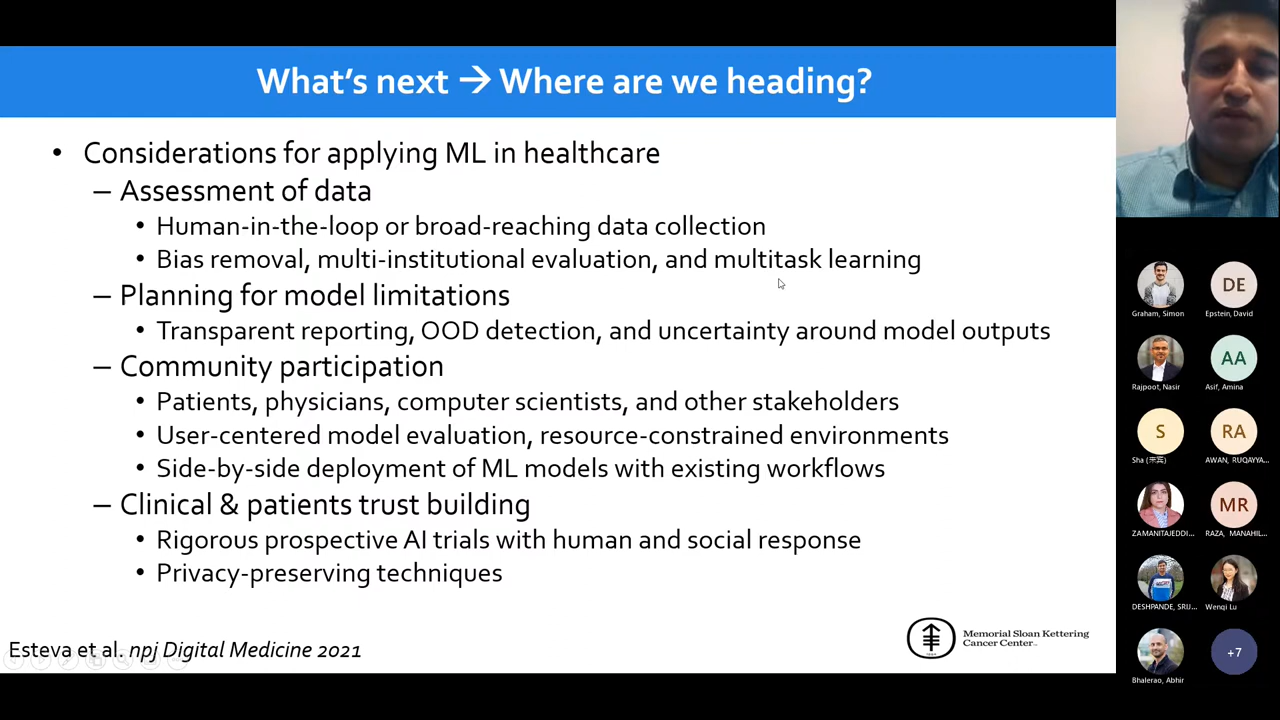 What's next → Where are we heading?
• Considerations for applying ML in healthcare
– Assessment of data
• Human-in-the-loop or broad-reaching data collection
• Bias removal, multi-institutional evaluation, and multitask learning
– Planning for model limitations
• Transparent reporting, OOD detection, and uncertainty around model outputs
– Community participation
• Patients, physicians, computer scientists, and other stakeholders
• User-centered model evaluation, resource-constrained environments
• Side-by-side deployment of ML models with existing workflows
– Clinical & patients trust building
• Rigorous prospective AI trials with human and social response
• Privacy-preserving techniques
Esteva et al. npj Digital Medicine 2021
Memorial Sloan Kettering
Cancer Center
Graham, Simon
DE
Epstein, David
Rajpoot, Nasir
AA
Asif, Amina
S
Sha
RA
AWAN, RUQAYYA...
ZAMANITAJEDDI...
MR
RAZA, MANAHIL...
DESHPANDE, SRIJ...
Wenqi Lu
Bhalerao, Abhir
+7